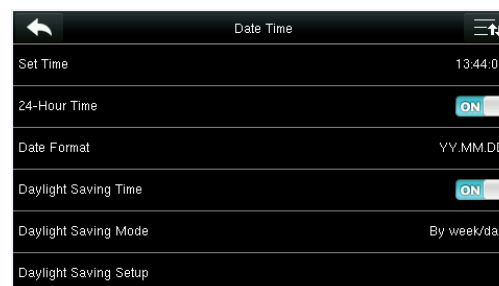 Date Time
Set Time 13:44:0
24-Hour Time ON
Date Format YY.MM.D
Daylight Saving Time ON
Daylight Saving Mode By week/da
Daylight Saving Setup